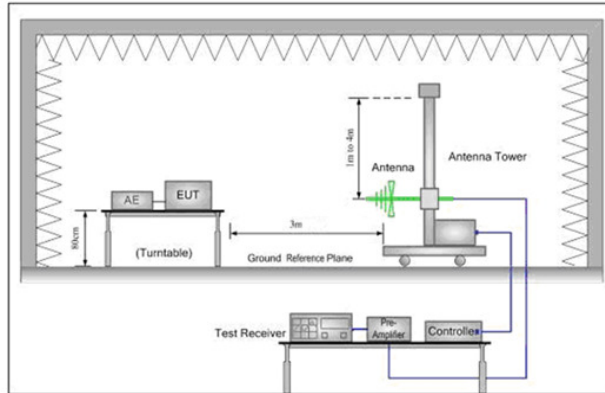 1m to 4m
Antenna
Antenna Tower
AE
EUT
80cm
(Turntable)
3m
Ground Reference Plane
Test Receiver
Pre-
Amplifier
Controller